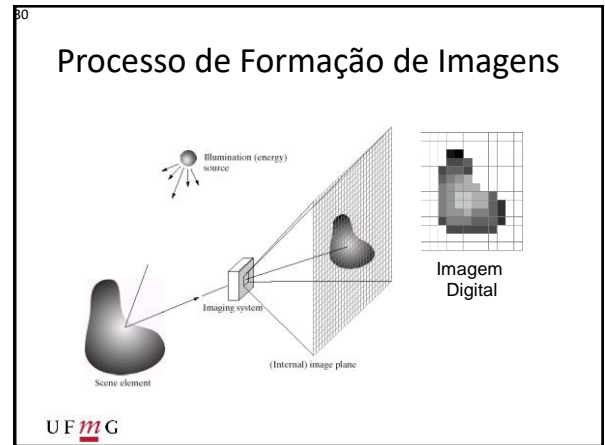 30
Processo de Formação de Imagens
Illumination (energy)
source
Imaging system
(Internal) image plane
Scene element
Imagem
Digital
UFmG